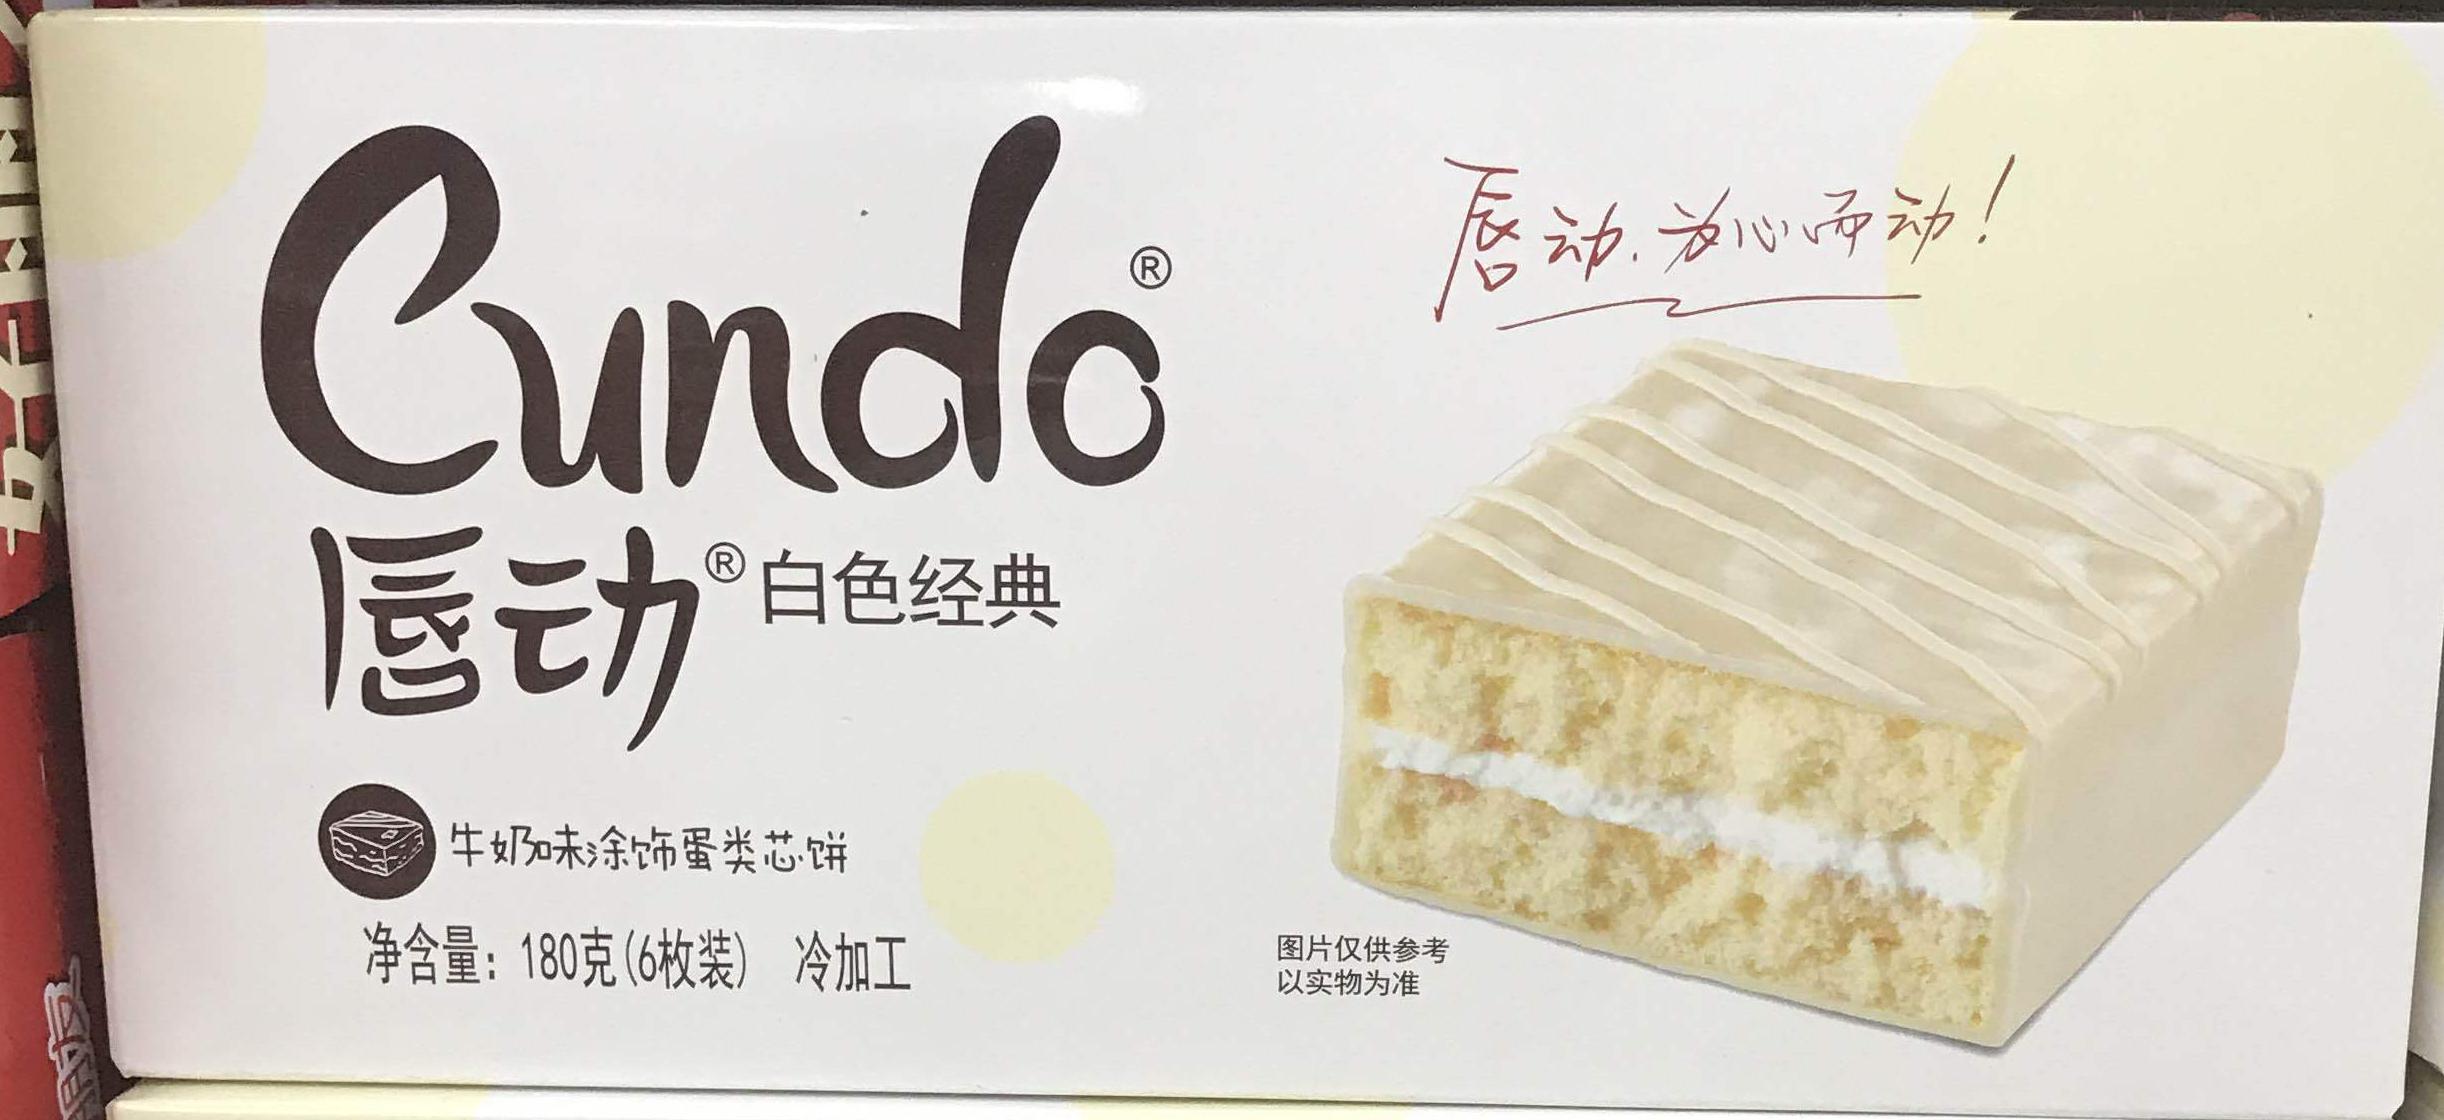 Cundo®
唇动®白色经典
唇动.为心而动!
牛奶味涂饰蛋类芯饼
净含量：180克(6枚装) 冷加工
图片仅供参考
以实物为准